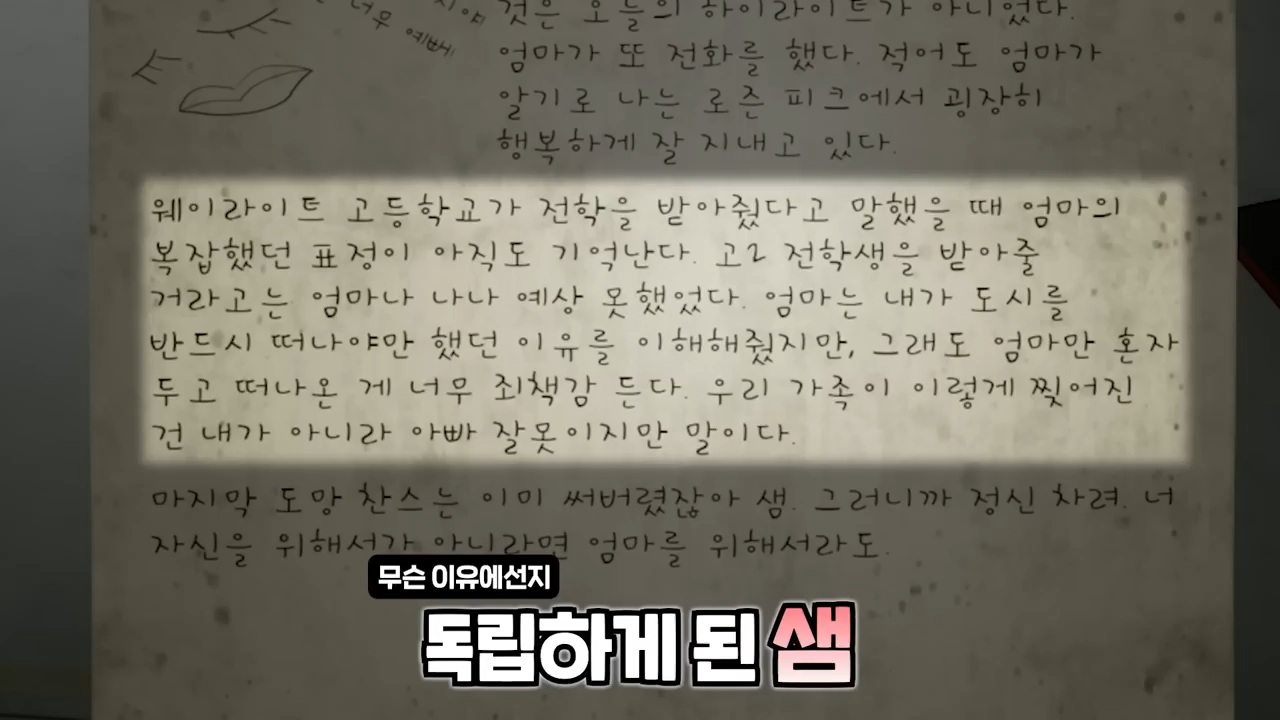 너무 예뻐
것은 오늘의 하이라이트가 아니었다.
엄마가 또 전화를 했다. 적어도 엄마가
알기로 나는 로즌 피크에서 굉장히
행복하게 잘 지내고 있다.
웨이라이트 고등학교가 전학을 받아줬다고 말했을 때 엄마의
복잡했던 표정이 아직도 기억난다. 고2 전학생을 받아줄
거라고는 엄마나 나나 예상 못했었다. 엄마는 내가 도시를
반드시 떠나야만 했던 이유를 이해해줬지만, 그래도 엄마만 혼자
두고 떠나온 게 너무 죄책감 든다. 우리 가족이 이렇게 찢어진
건 내가 아니라 아빠 잘못이지만 말이다.
마지막 도망 찬스는 이미 써버렸잖아 샘. 그러니까 정신 차려. 너
자신을 위해서가 아니라면 엄마를 위해서라도.
무슨 이유에선지
독립하게 된 샘